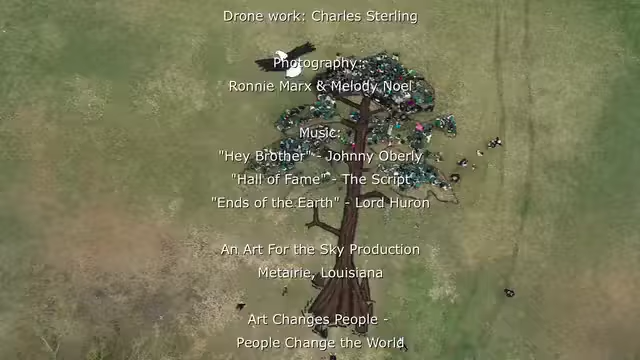 Drone work: Charles Sterling
Photography:
Ronnie Marx & Melody Noel
Music:
"Hey Brother" - Johnny Oberly
"Hall of Fame" - The Script
"Ends of the Earth" - Lord Huron
An Art For the Sky Production
Metairie, Louisiana
Art Changes People -
People Change the World